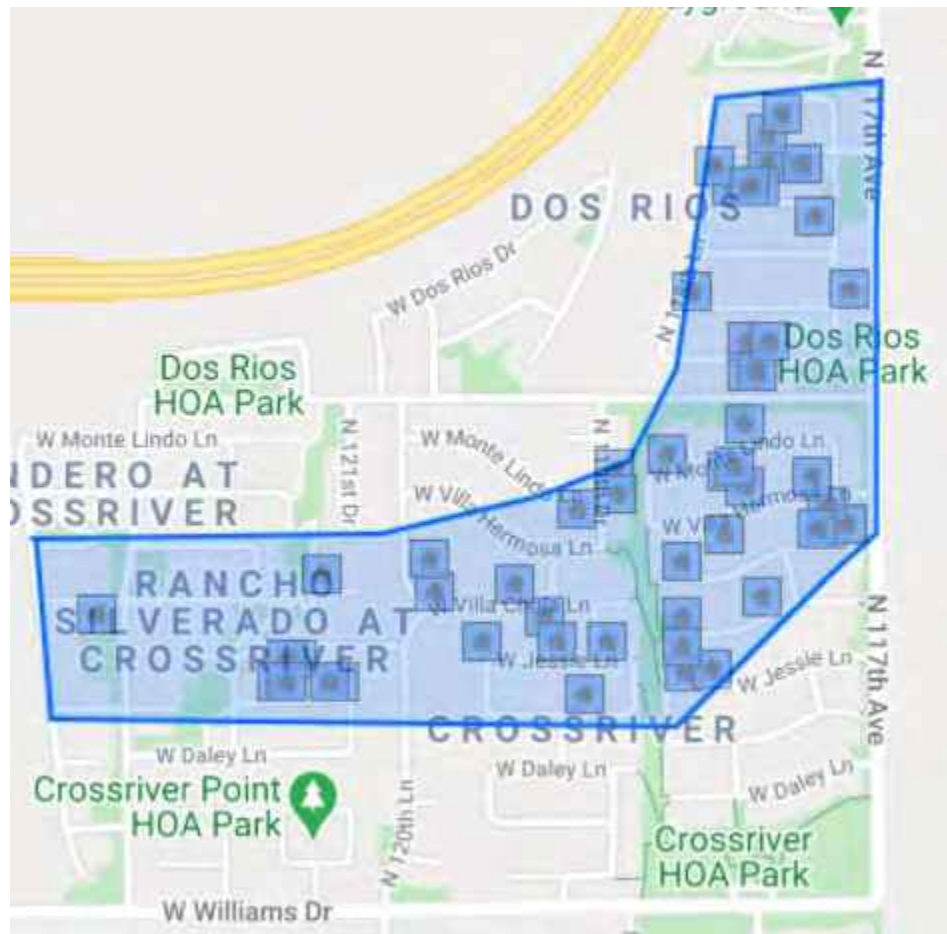 N 117th Ave
DOS RIOS
W Dos Rios Dr
Dos Rios
HOA Park
Dos Rios
HOA Park
W Monte Lindo Ln
N 121st Dr
W Monte Lindo Ln
W Monte Lindo Ln
NDERO AT
OSSRIVER
W Villa Hermosa Ln
W Villa Hermosa Ln
RANCHO
SILVERADO AT
CROSSRIVER
Ln
W Jessie Ln
W Jessie Ln
N 117th Ave
CROSSRIVER
W Daley Ln
W Daley Ln
W Daley Ln
Crossriver Point
HOA Park
N 120th Ln
Crossriver
HOA Park
W Williams Dr